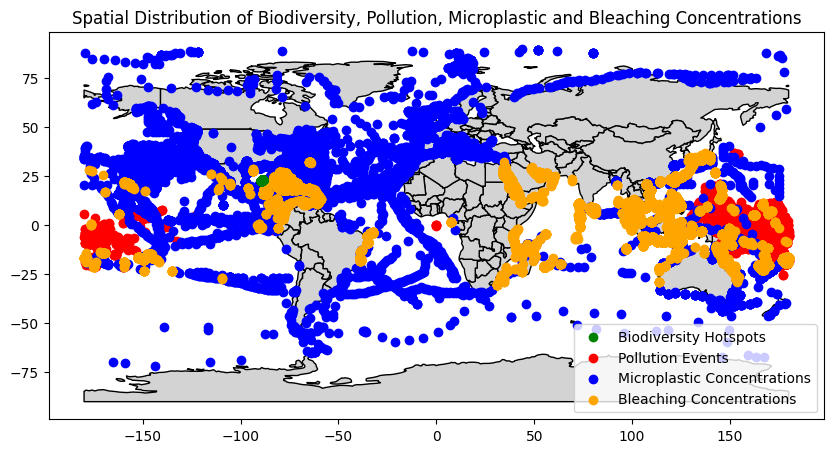 Spatial Distribution of Biodiversity, Pollution, Microplastic and Bleaching Concentrations
75
50
25
0
−25
−50
−75
−150
−100
−50
0
50
100
150
Biodiversity Hotspots
Pollution Events
Microplastic Concentrations
Bleaching Concentrations